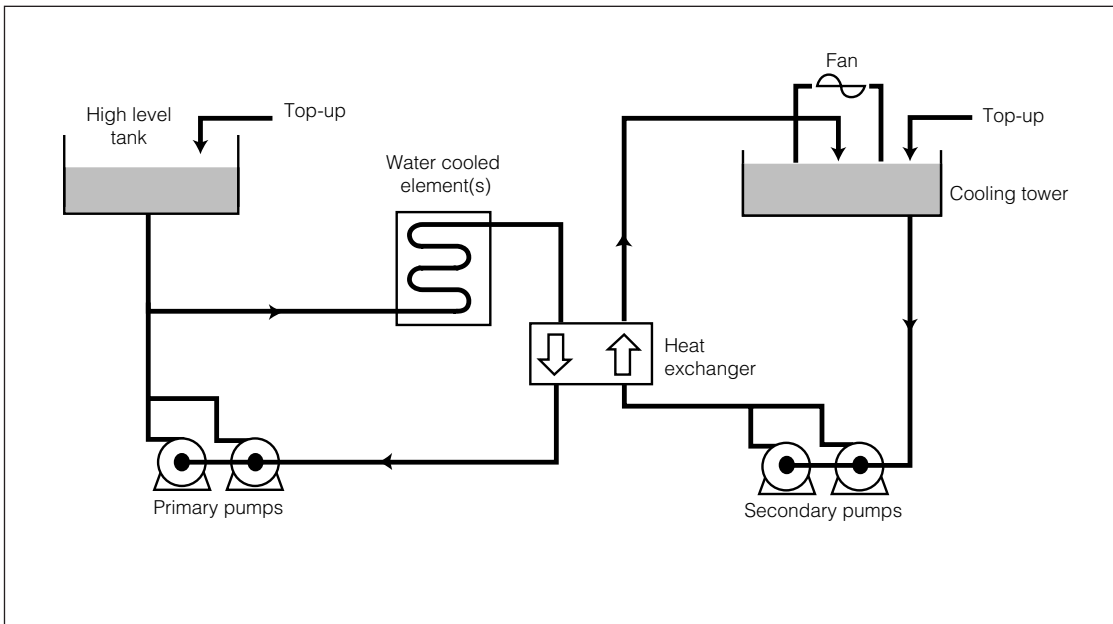 Fan
High level
tank
Top-up
Top-up
Water cooled
element(s)
Cooling tower
Heat
exchanger
Primary pumps
Secondary pumps